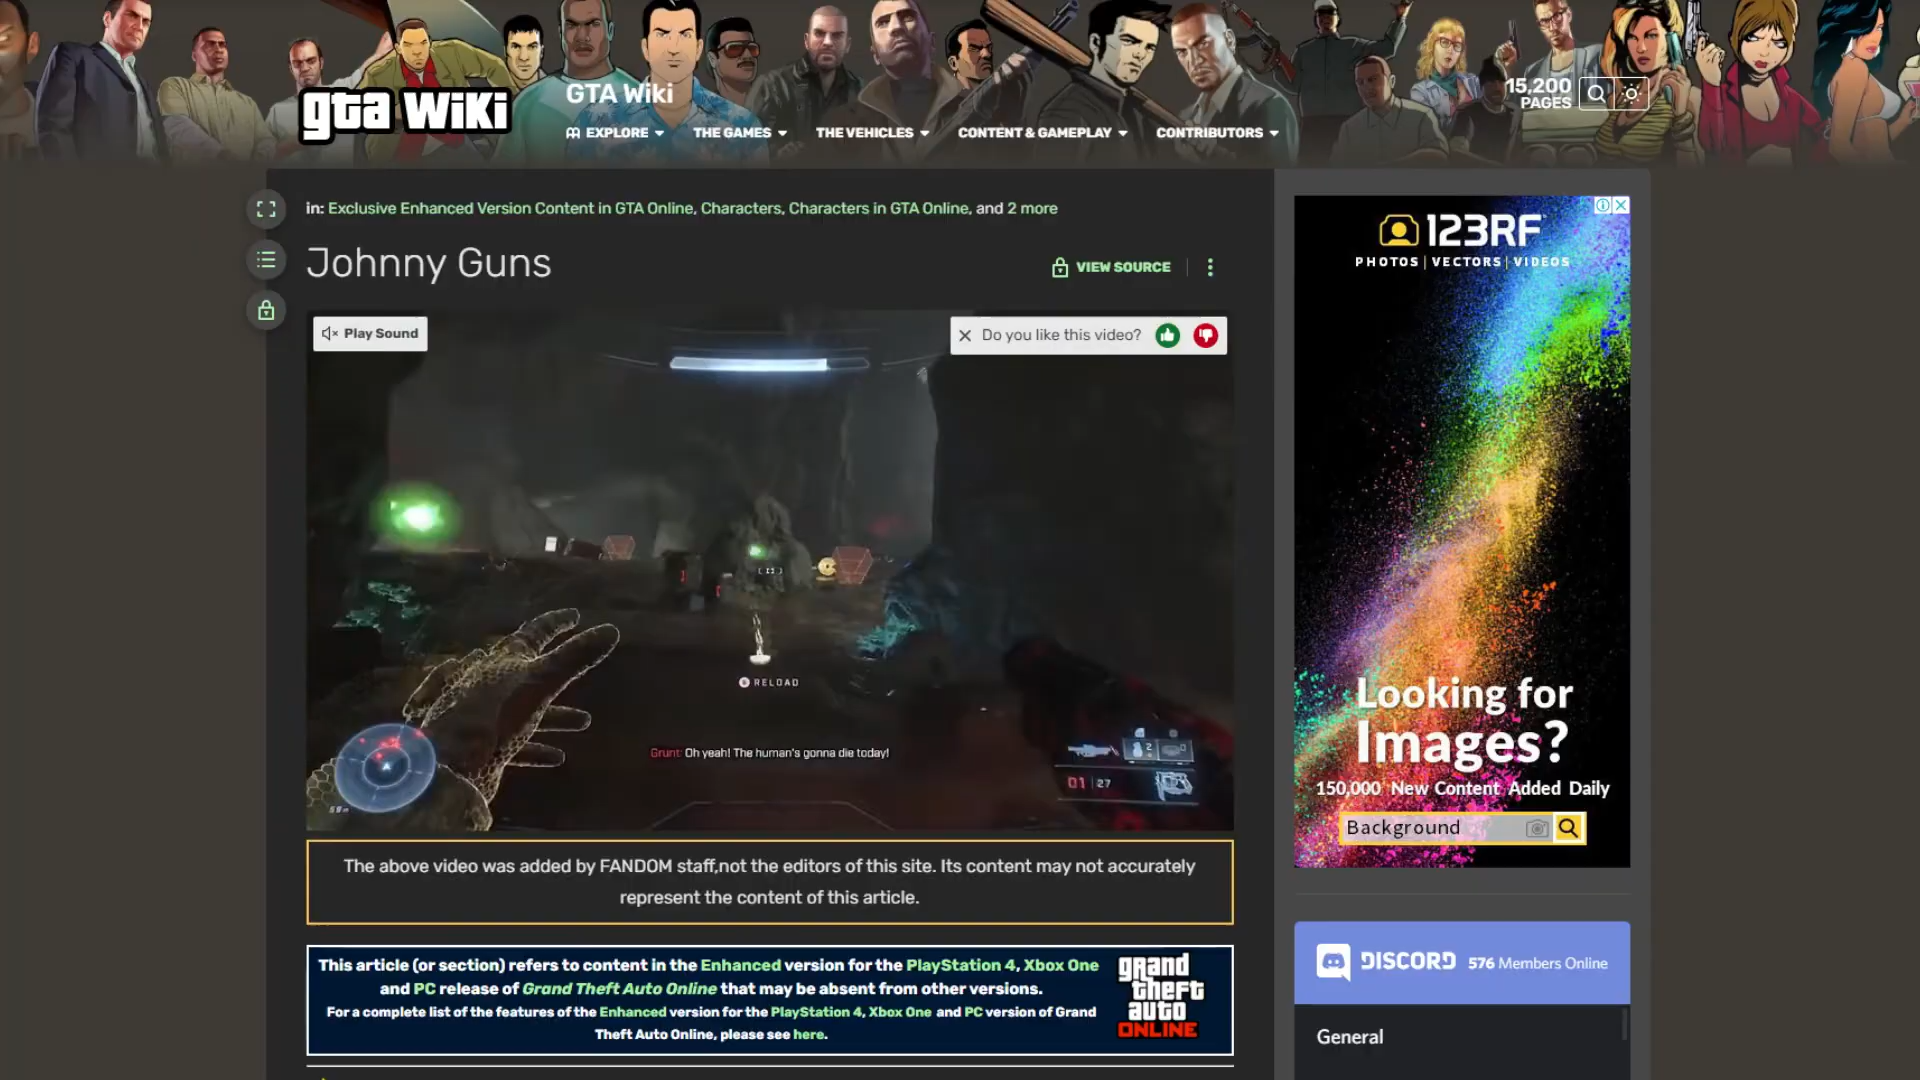 gta WiKi
GTA Wiki
EXPLORE
THE GAMES
THE VEHICLES
CONTENT & GAMEPLAY
CONTRIBUTORS
15,200
PAGES
in: Exclusive Enhanced Version Content in GTA Online, Characters, Characters in GTA Online, and 2 more
Johnny Guns
VIEW SOURCE
Play Sound
Do you like this video?
RELOAD
Grunt: Oh yeah! The human's gonna die today!
2
01 | 27
The above video was added by FANDOM staff,not the editors of this site. Its content may not accurately
represent the content of this article.
This article (or section) refers to content in the Enhanced version for the PlayStation 4, Xbox One
and PC release of Grand Theft Auto Online that may be absent from other versions.
For a complete list of the features of the Enhanced version for the PlayStation 4, Xbox One and PC version of Grand
Theft Auto Online, please see here.
grand
theft
auto
ONLINE
123RF
PHOTOS | VECTORS | VIDEOS
Looking for
Images?
150,000 New Content Added Daily
Background
DISCORD 576 Members Online
General